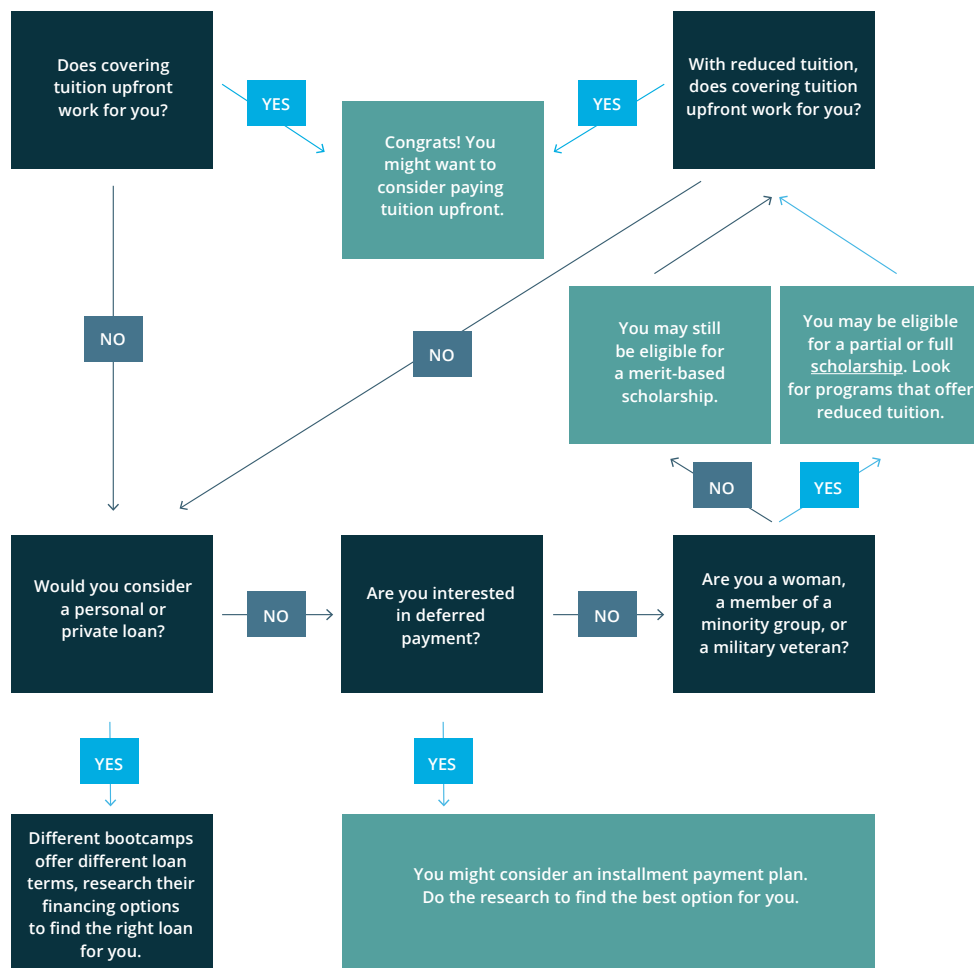 Does covering
tuition upfront
work for you?
YES
Congrats! You
might want to
consider paying
tuition upfront.
YES
With reduced tuition,
does covering tuition
upfront work for you?
NO
NO
You may still
be eligible for
a merit-based
scholarship.
You may be eligible
for a partial or full
scholarship. Look
for programs that offer
reduced tuition.
NO
YES
Would you consider
a personal or
private loan?
NO
Are you interested
in deferred
payment?
NO
Are you a woman,
a member of a
minority group, or
a military veteran?
YES
YES
Different bootcamps
offer different loan
terms, research their
financing options
to find the right loan
for you.
You might consider an installment payment plan.
Do the research to find the best option for you.